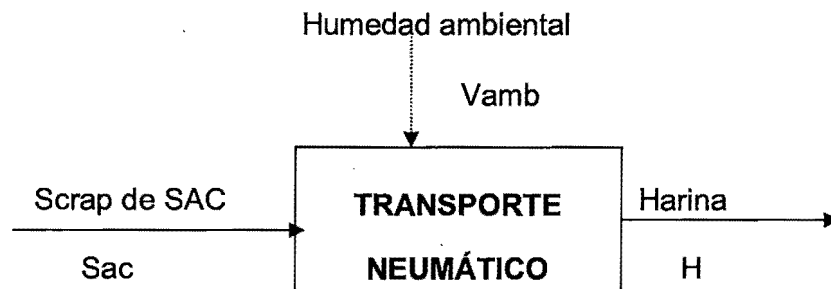 Humedad ambiental
Vamb
Scrap de SAC
TRANSPORTE
Harina
Sac
NEUMÁTICO
H